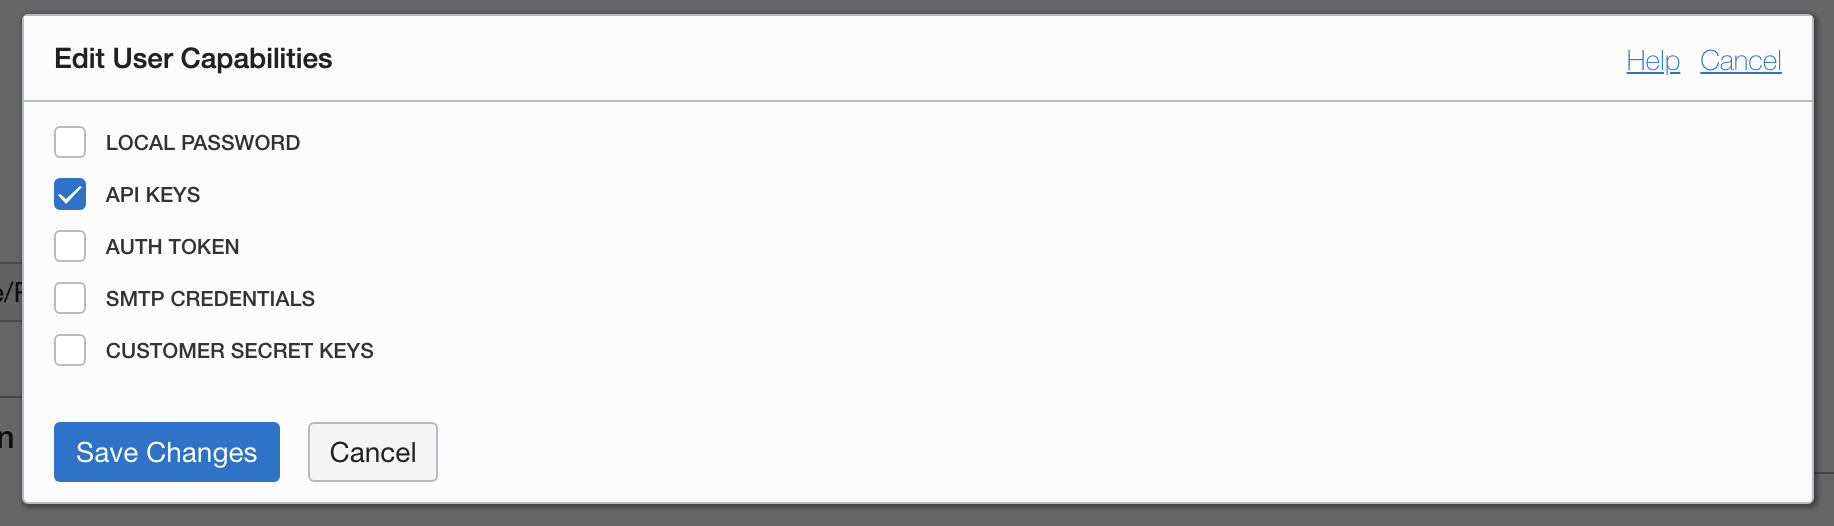 Edit User Capabilities
Help Cancel
LOCAL PASSWORD
API KEYS
AUTH TOKEN
SMTP CREDENTIALS
CUSTOMER SECRET KEYS
Save Changes Cancel